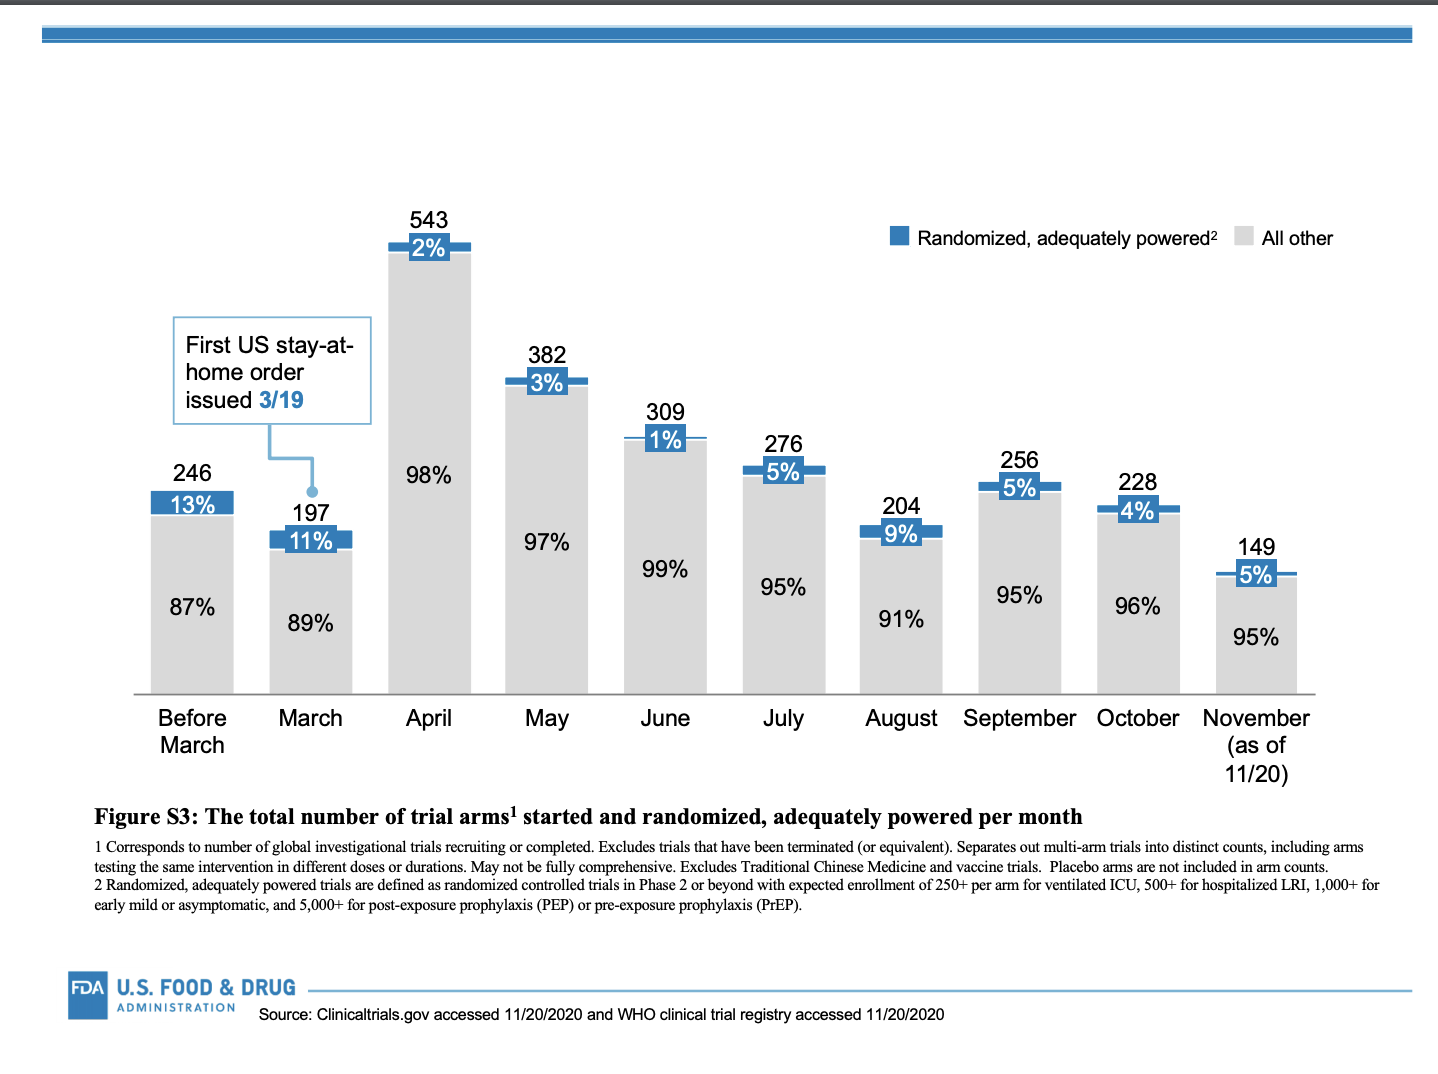 543
2%
Randomized, adequately powered2
All other
First US stay-at-
home order
issued 3/19
382
3%
309
1%
276
5%
246
13%
98%
197
11%
204
9%
256
5%
228
4%
149
5%
87%
89%
97%
99%
95%
91%
95%
96%
95%
Before
March
March
April
May
June
July
August
September
October
November
(as of
11/20)
Figure S3: The total number of trial arms1 started and randomized, adequately powered per month
1 Corresponds to number of global investigational trials recruiting or completed. Excludes trials that have been terminated (or equivalent). Separates out multi-arm trials into distinct counts, including arms
testing the same intervention in different doses or durations. May not be fully comprehensive. Excludes Traditional Chinese Medicine and vaccine trials. Placebo arms are not included in arm counts.
2 Randomized, adequately powered trials are defined as randomized controlled trials in Phase 2 or beyond with expected enrollment of 250+ per arm for ventilated ICU, 500+ for hospitalized LRI, 1,000+ for
early mild or asymptomatic, and 5,000+ for post-exposure prophylaxis (PEP) or pre-exposure prophylaxis (PrEP).
FDA U.S. FOOD & DRUG
ADMINISTRATION
Source: Clinicaltrials.gov accessed 11/20/2020 and WHO clinical trial registry accessed 11/20/2020